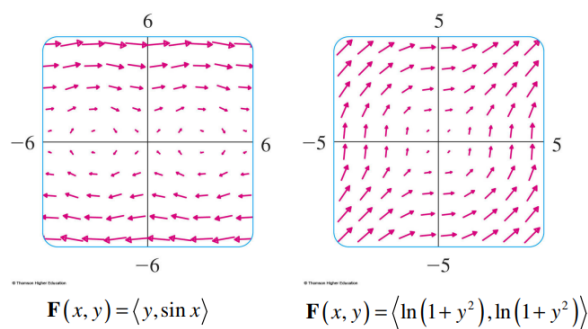 6
5
−6
6
−5
5
−6
−5
© Thomson Higher Education
© Thomson Higher Education
F(x, y) = ⟨y, sin x⟩
F(x, y) = ⟨ln(1 + y²), ln(1 + y²)⟩